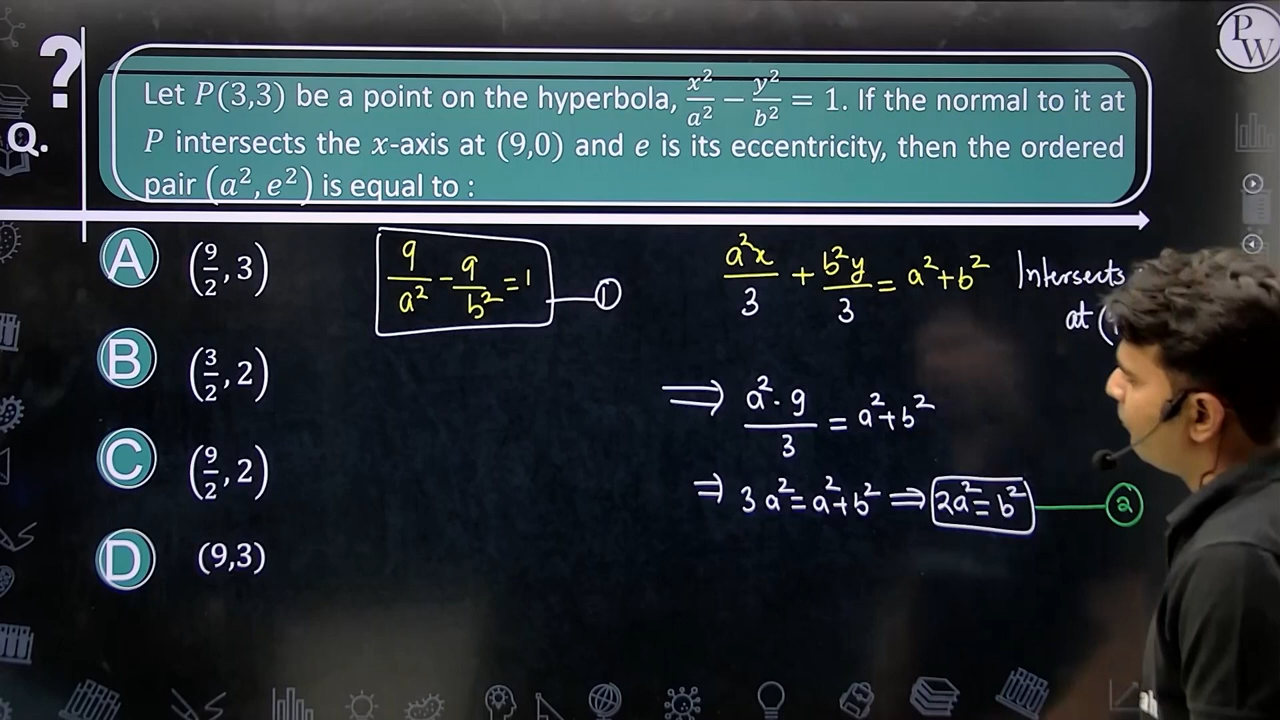 PW
?
Q.
Let P(3,3) be a point on the hyperbola, x²/a² − y²/b² = 1. If the normal to it at
P intersects the x-axis at (9,0) and e is its eccentricity, then the ordered
pair (a², e²) is equal to :
A (9/2, 3)
B (3/2, 2)
C (9/2, 2)
D (9,3)
9/a² − 9/b² = 1 — ①
a²x/3 + b²y/3 = a²+b² Intersects
at (
⇒ a²·9/3 = a²+b²
⇒ 3a² = a²+b² ⇒ 2a² = b² — ②